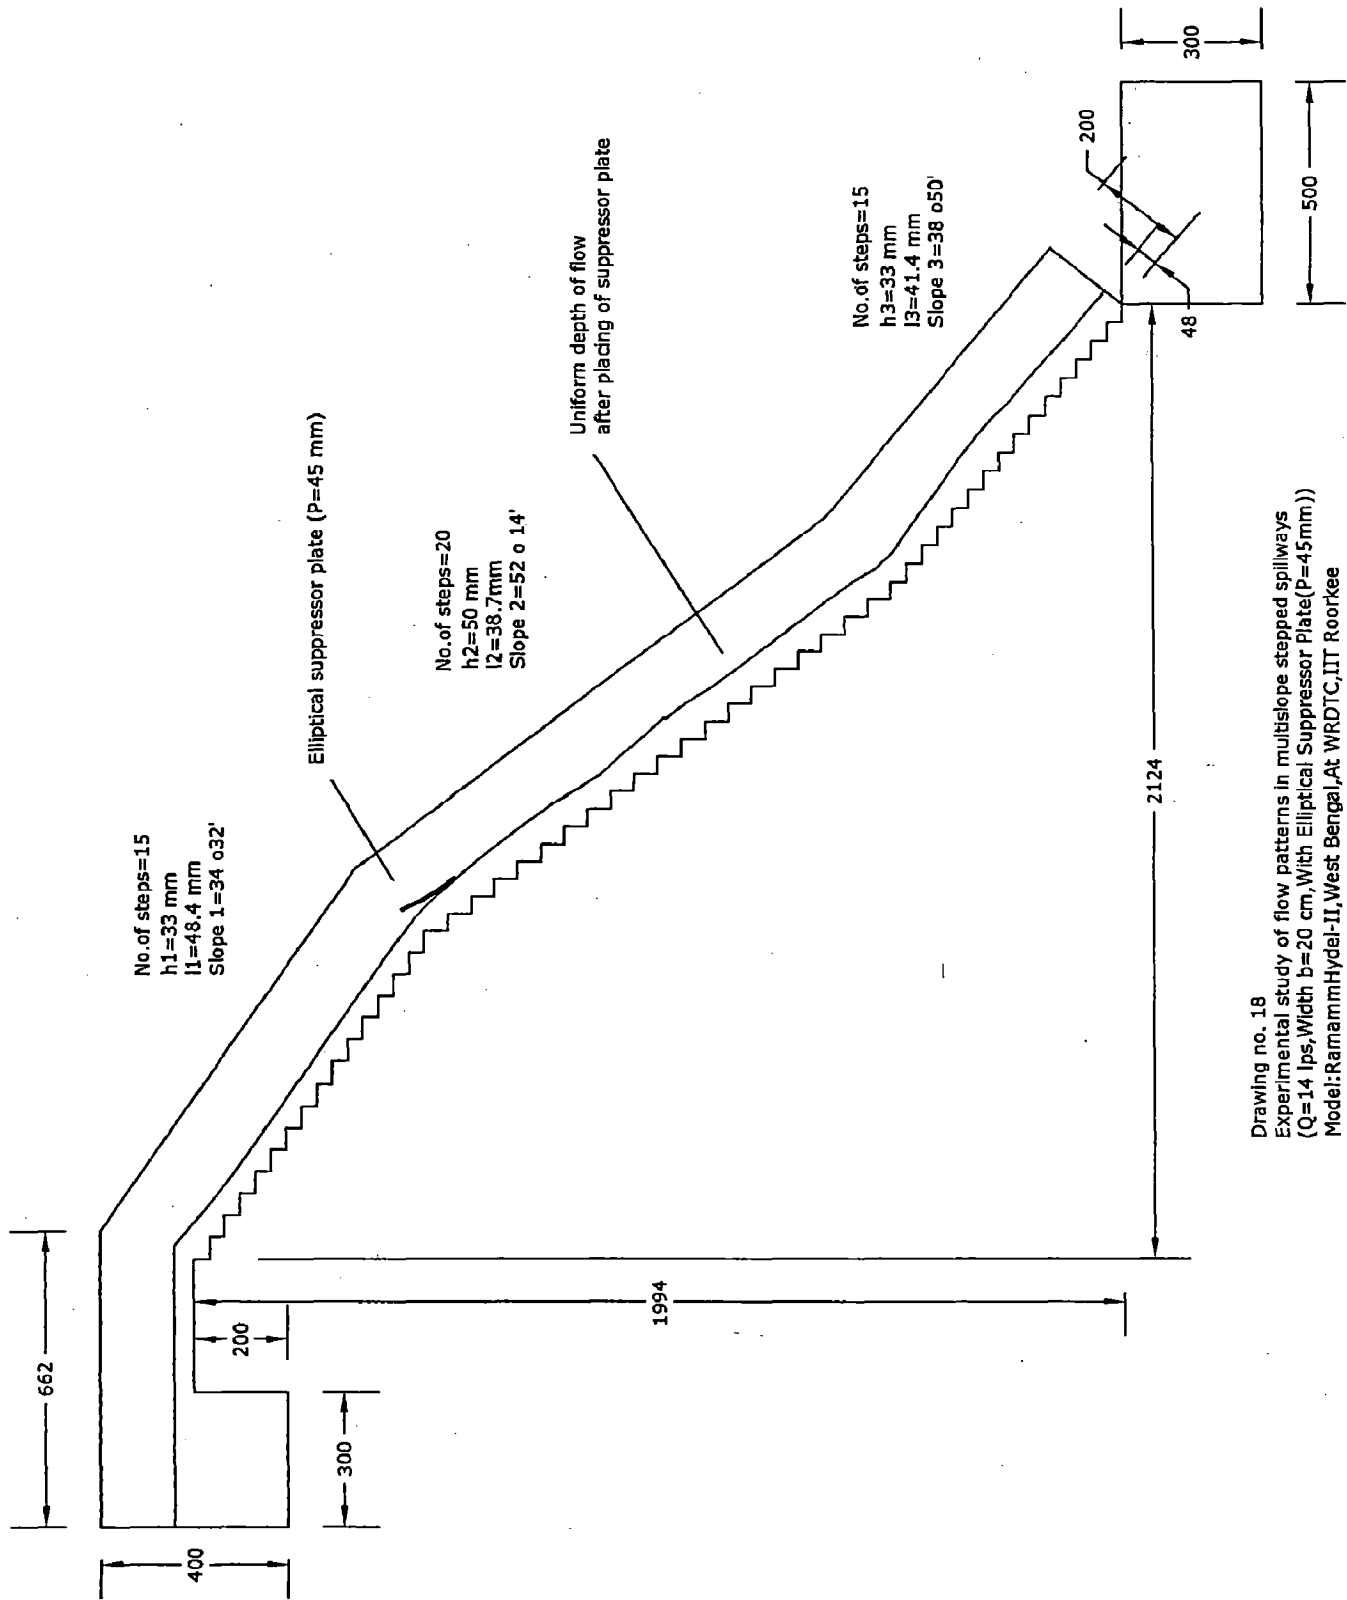 662
400
300
200
1994
2124
No.of steps=15
h1=33 mm
l1=48.4 mm
Slope 1=34 o32'
Elliptical suppressor plate (P=45 mm)
No.of steps=20
h2=50 mm
l2=38.7mm
Slope 2=52 o 14'
Uniform depth of flow
after placing of suppressor plate
No.of steps=15
h3=33 mm
l3=41.4 mm
Slope 3=38 o50'
200
48
300
500
Drawing no. 18
Experimental study of flow patterns in multislope stepped spillways
(Q=14 lps,Width b=20 cm,With Elliptical Suppressor Plate(P=45mm))
Model:RamammHydel-II,West Bengal,At WRDTC,IIT Roorkee